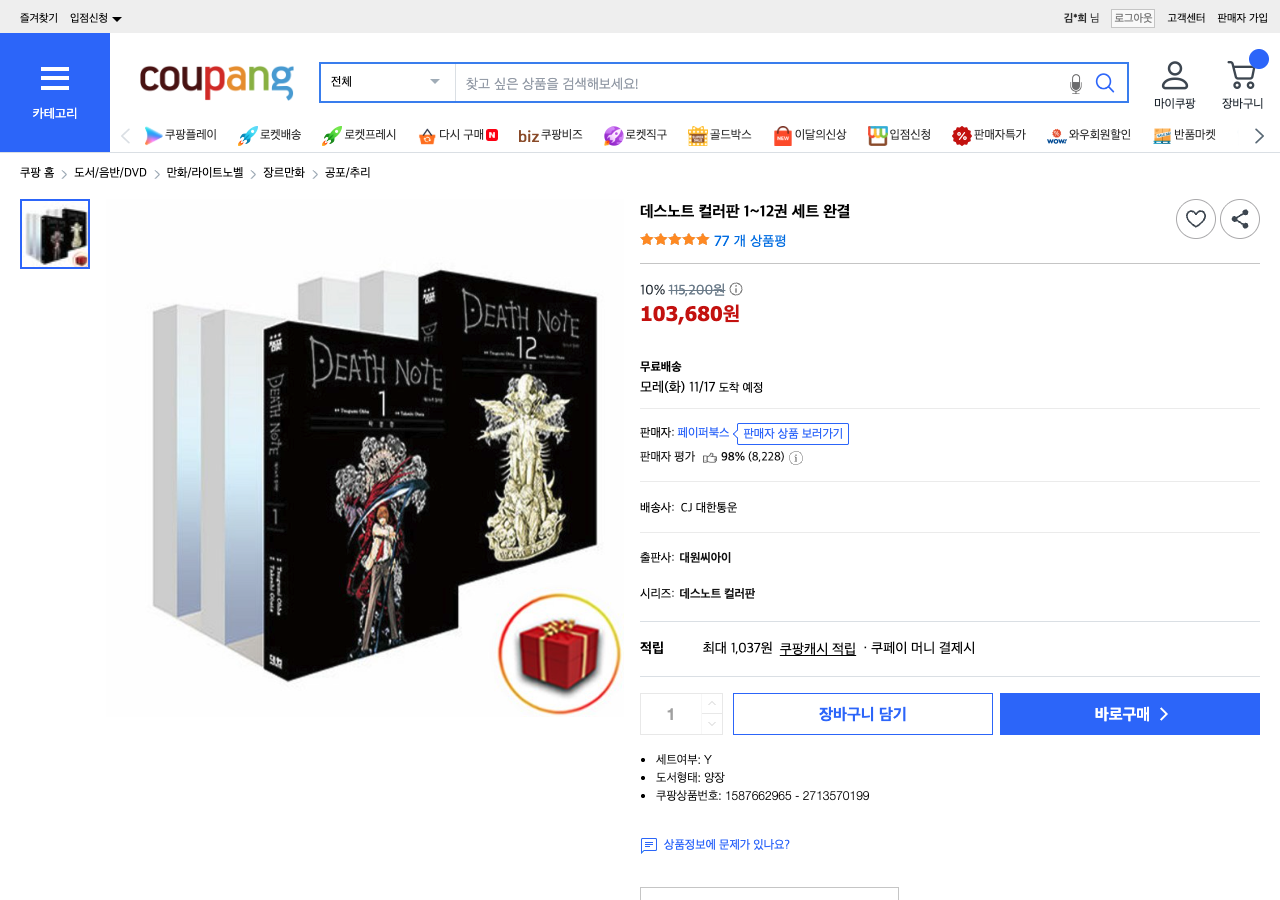 즐겨찾기 입점신청
김*희 님 로그아웃 고객센터 판매자 가입
카테고리
coupang
전체 찾고 싶은 상품을 검색해보세요!
마이쿠팡 장바구니
쿠팡플레이 로켓배송 로켓프레시 다시 구매 N biz 쿠팡비즈 로켓직구 골드박스 NEW 이달의신상 입점신청 % 판매자특가 WOW! 와우회원할인 반품마켓
쿠팡 홈 도서/음반/DVD 만화/라이트노벨 장르만화 공포/추리
데스노트 컬러판 1~12권 세트 완결
77 개 상품평
10% 115,200원
103,680원
무료배송
모레(화) 11/17 도착 예정
판매자: 페이퍼북스 판매자 상품 보러가기
판매자 평가 98% (8,228)
배송사: CJ 대한통운
출판사: 대원씨아이
시리즈: 데스노트 컬러판
적립 최대 1,037원 쿠팡캐시 적립 · 쿠페이 머니 결제시
1 장바구니 담기 바로구매
세트여부: Y
도서형태: 양장
쿠팡상품번호: 1587662965 - 2713570199
상품정보에 문제가 있나요?
DEATH NOTE
12
DEATH NOTE
1
Tsugumi Ohba Takeshi Obata
DEATH NOTE
1
Tsugumi Ohba
Takeshi Obata